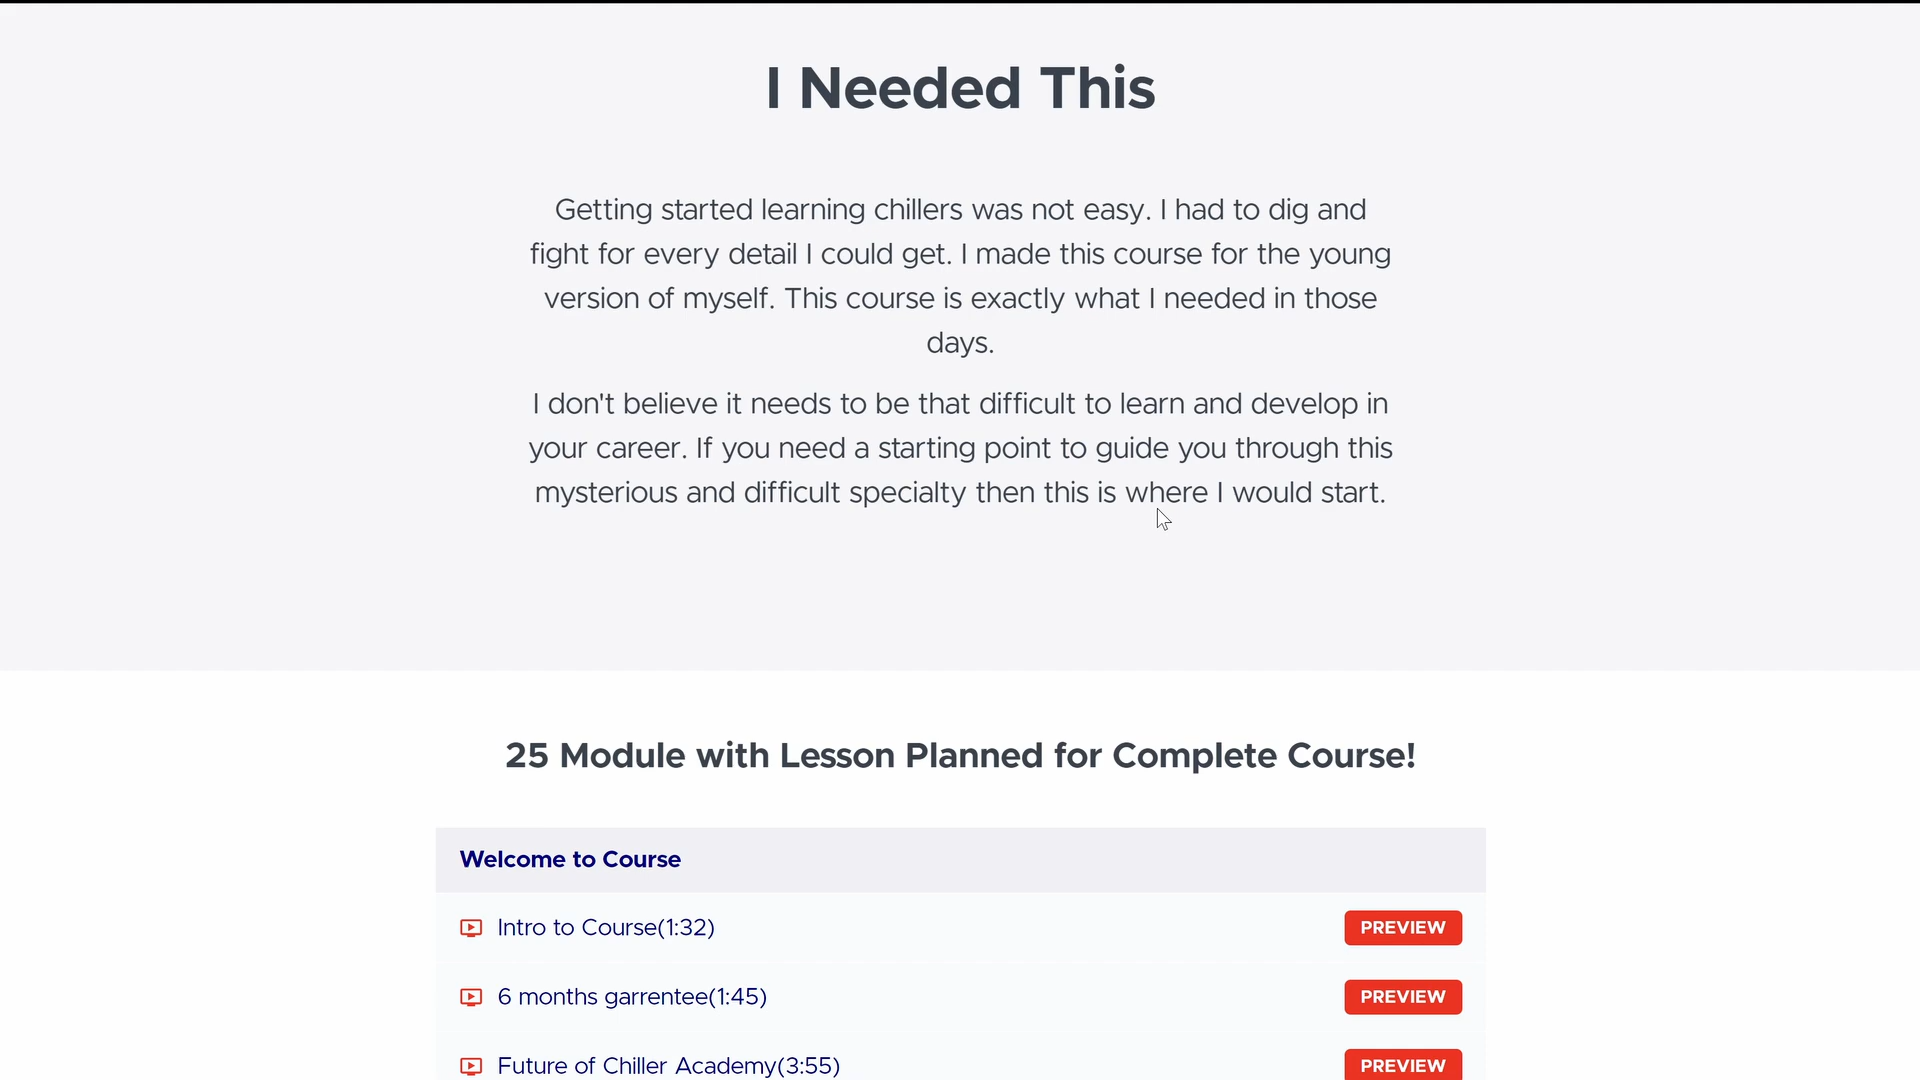 I Needed This
Getting started learning chillers was not easy. I had to dig and
fight for every detail I could get. I made this course for the young
version of myself. This course is exactly what I needed in those
days.
I don't believe it needs to be that difficult to learn and develop in
your career. If you need a starting point to guide you through this
mysterious and difficult specialty then this is where I would start.
25 Module with Lesson Planned for Complete Course!
Welcome to Course
Intro to Course(1:32) PREVIEW
6 months garrentee(1:45) PREVIEW
Future of Chiller Academy(3:55) PREVIEW